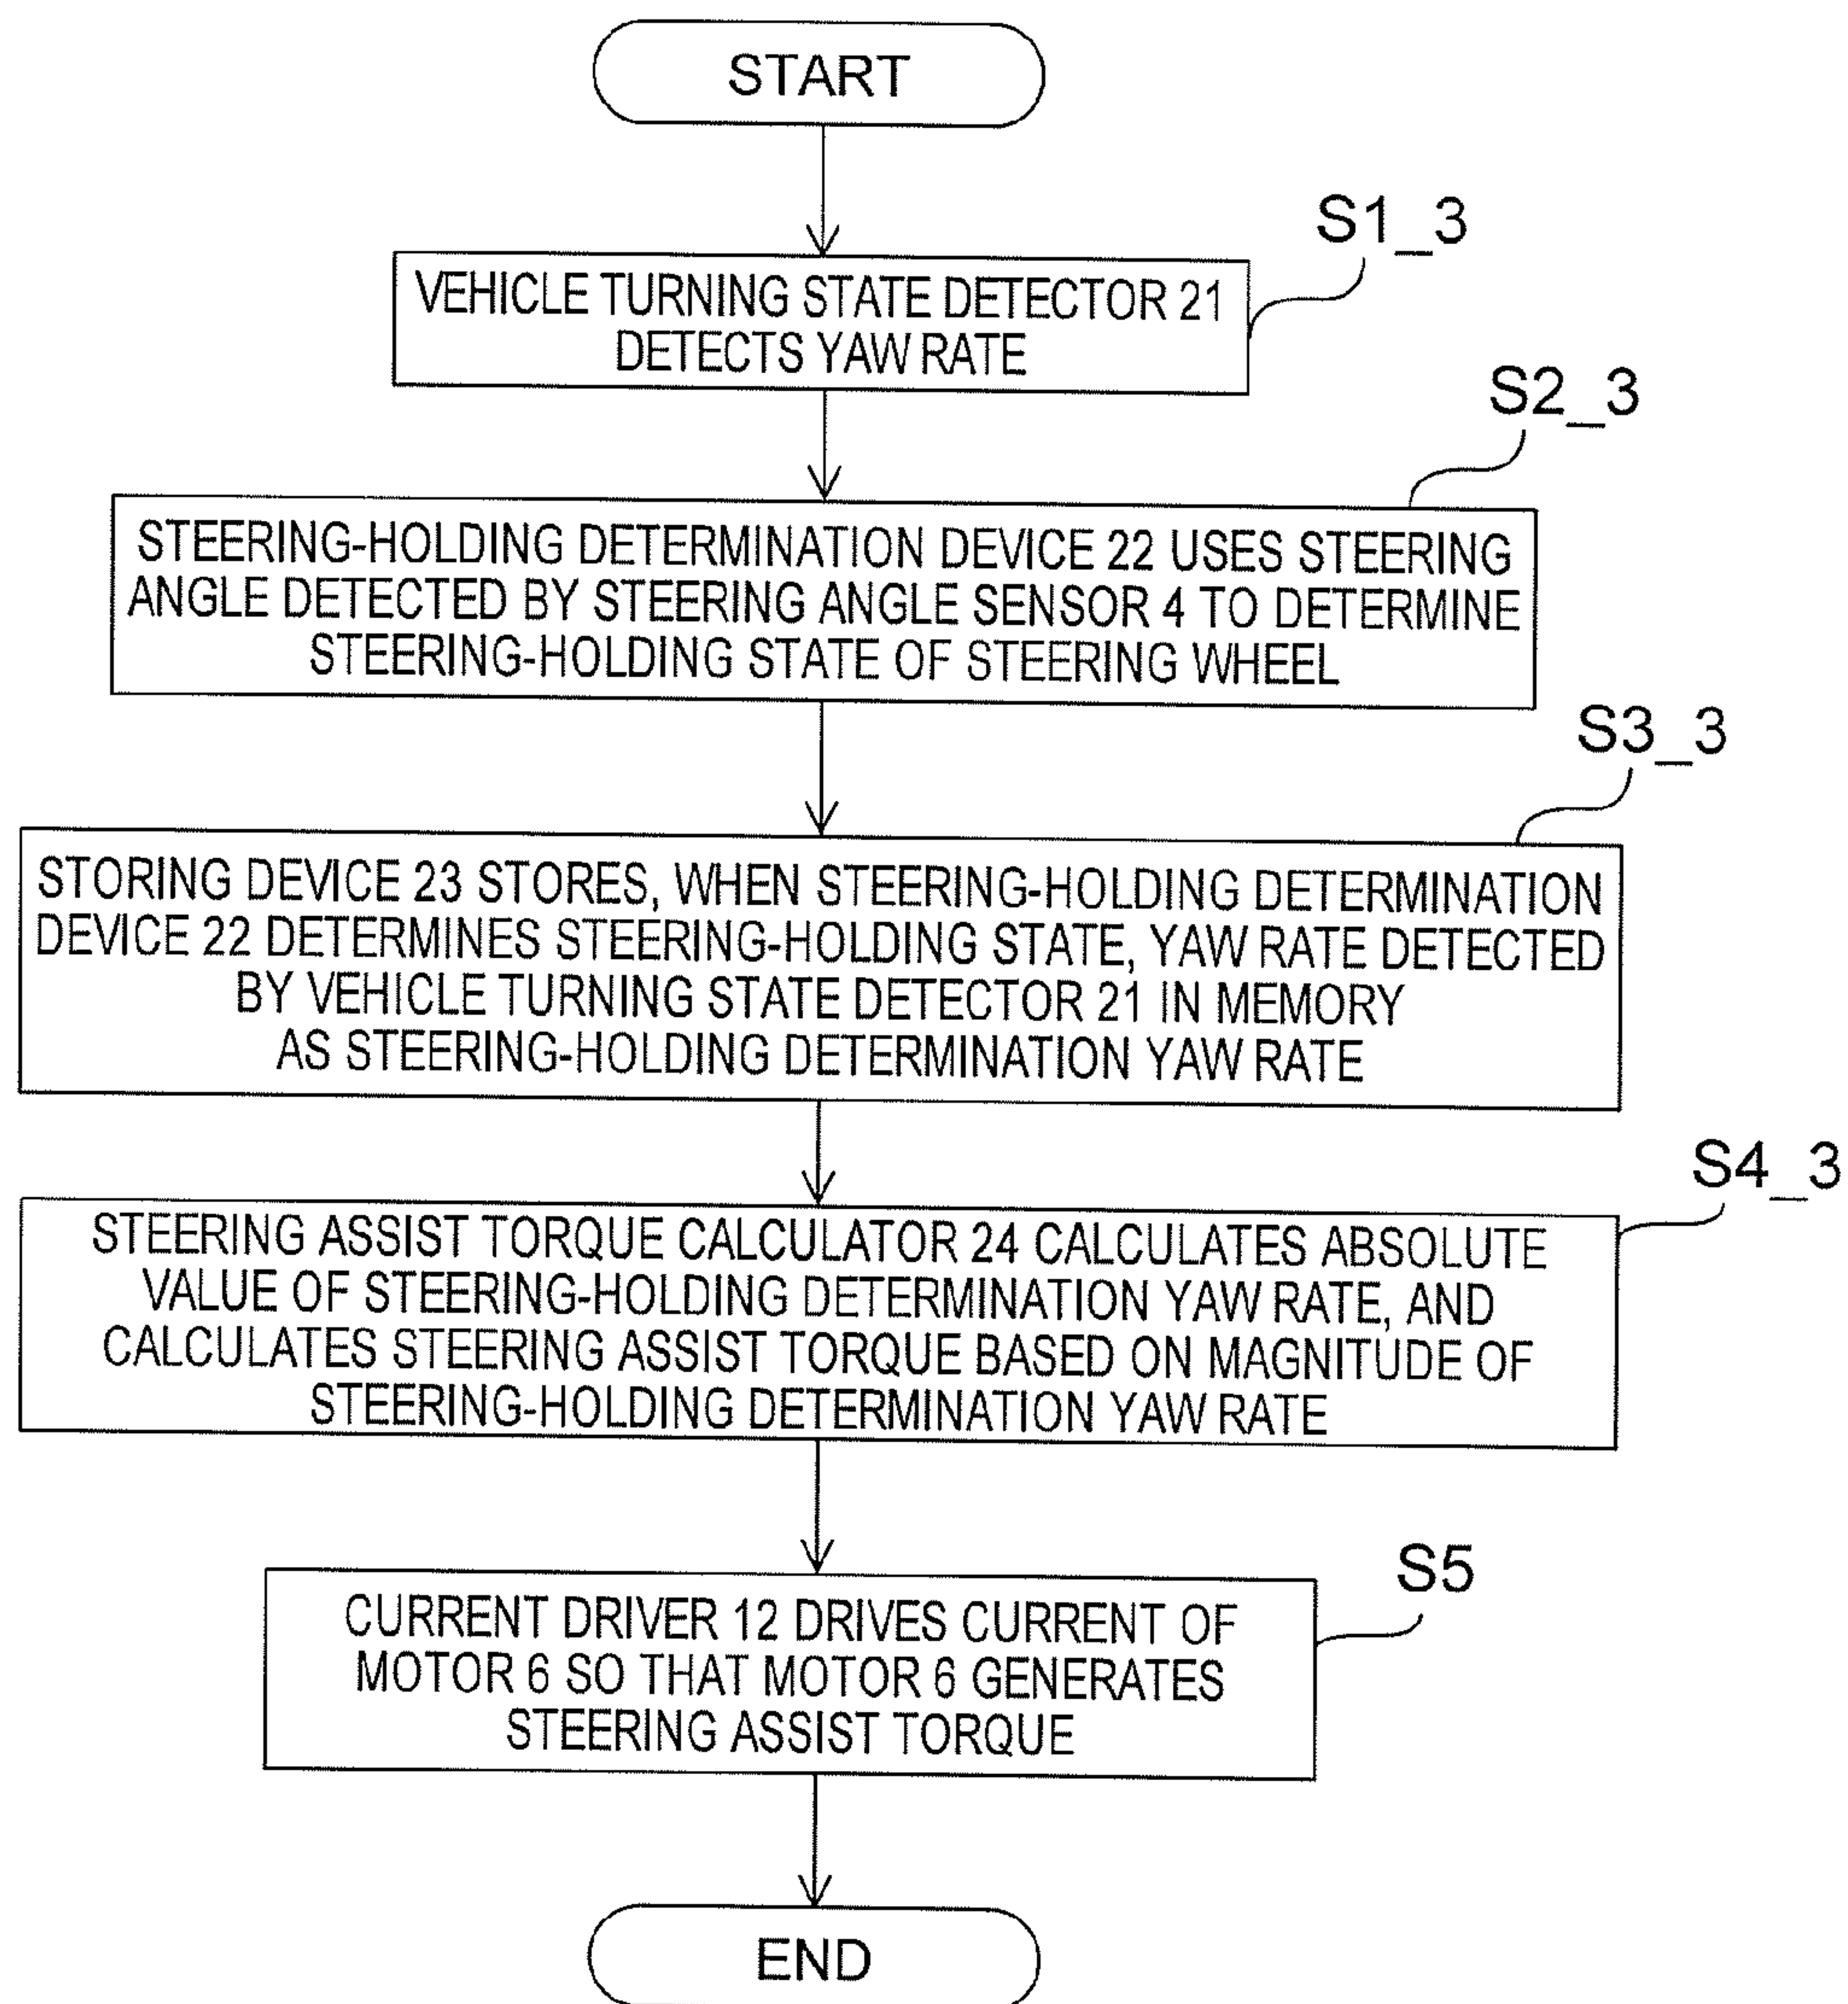 START
S1_3
VEHICLE TURNING STATE DETECTOR 21
DETECTS YAW RATE
S2_3
STEERING-HOLDING DETERMINATION DEVICE 22 USES STEERING
ANGLE DETECTED BY STEERING ANGLE SENSOR 4 TO DETERMINE
STEERING-HOLDING STATE OF STEERING WHEEL
S3_3
STORING DEVICE 23 STORES, WHEN STEERING-HOLDING DETERMINATION
DEVICE 22 DETERMINES STEERING-HOLDING STATE, YAW RATE DETECTED
BY VEHICLE TURNING STATE DETECTOR 21 IN MEMORY
AS STEERING-HOLDING DETERMINATION YAW RATE
S4_3
STEERING ASSIST TORQUE CALCULATOR 24 CALCULATES ABSOLUTE
VALUE OF STEERING-HOLDING DETERMINATION YAW RATE, AND
CALCULATES STEERING ASSIST TORQUE BASED ON MAGNITUDE OF
STEERING-HOLDING DETERMINATION YAW RATE
S5
CURRENT DRIVER 12 DRIVES CURRENT OF
MOTOR 6 SO THAT MOTOR 6 GENERATES
STEERING ASSIST TORQUE
END